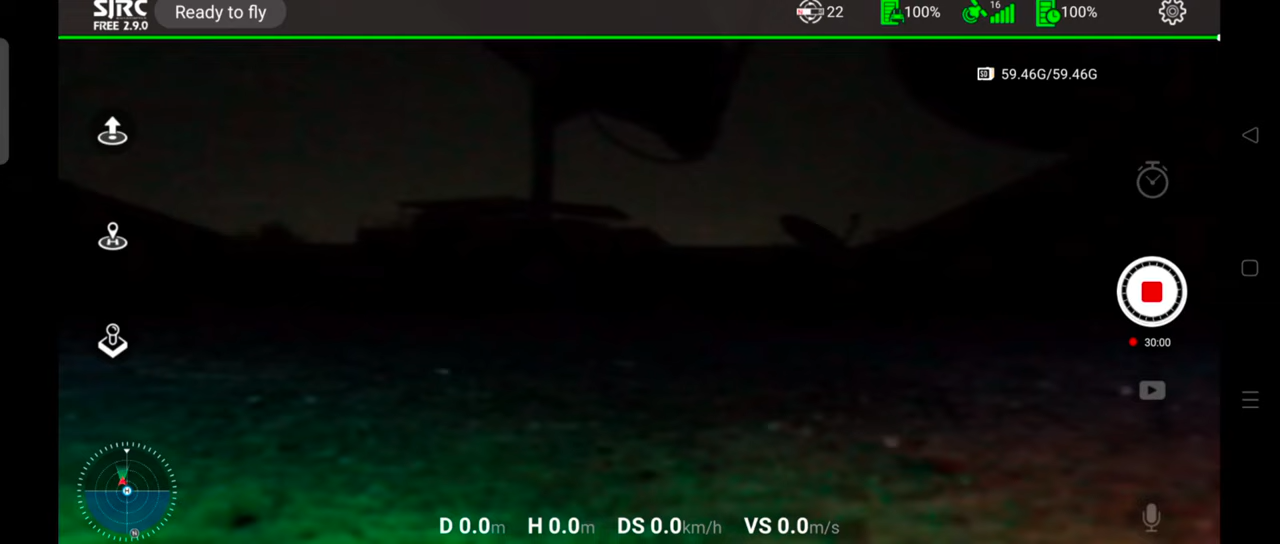 SJRC
FREE 2.9.0
Ready to fly
22
100%
16
100%
SD 59.46G/59.46G
H
30:00
H
N
D 0.0m H 0.0m DS 0.0km/h VS 0.0m/s